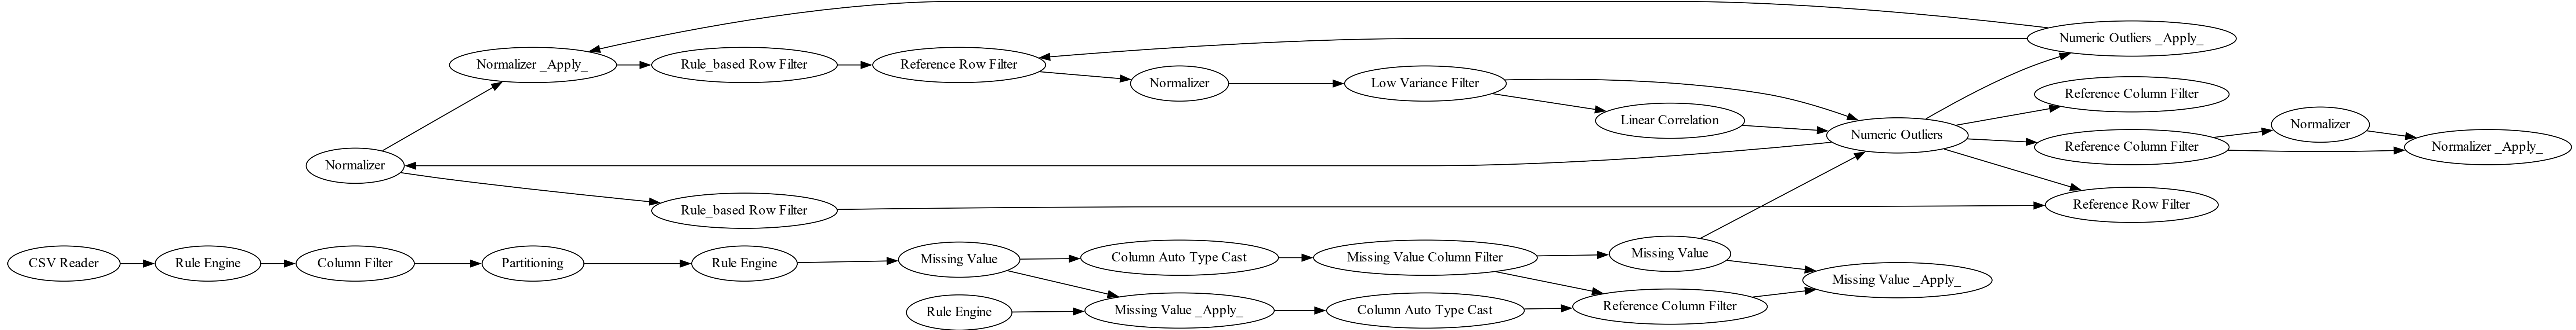 Numeric Outliers _Apply_
Normalizer _Apply_
Rule_based Row Filter
Reference Row Filter
Normalizer
Low Variance Filter
Reference Column Filter
Linear Correlation
Normalizer
Numeric Outliers
Reference Column Filter
Normalizer _Apply_
Normalizer
Rule_based Row Filter
Reference Row Filter
CSV Reader
Rule Engine
Column Filter
Partitioning
Rule Engine
Missing Value
Column Auto Type Cast
Missing Value Column Filter
Missing Value
Missing Value _Apply_
Rule Engine
Missing Value _Apply_
Column Auto Type Cast
Reference Column Filter